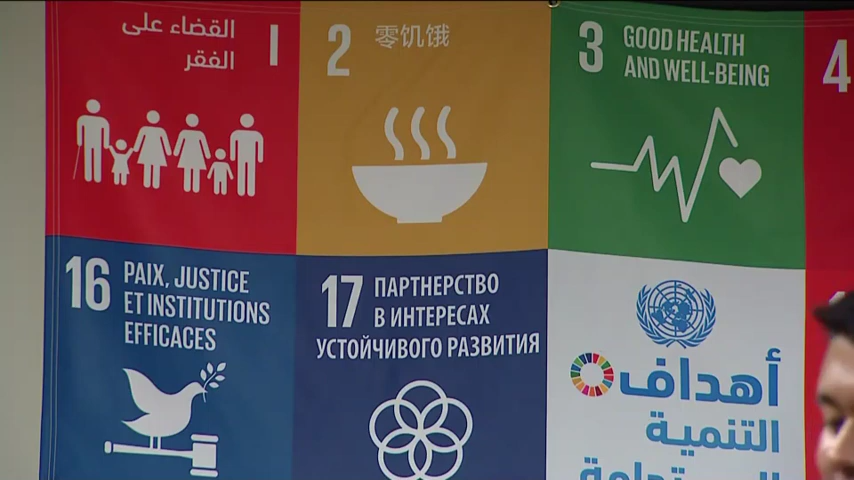 1
القضاء على
الفقر
2
零饥饿
3
GOOD HEALTH
AND WELL-BEING
4
16
PAIX, JUSTICE
ET INSTITUTIONS
EFFICACES
17
ПАРТНЕРСТВО
В ИНТЕРЕСАХ
УСТОЙЧИВОГО РАЗВИТИЯ
أهداف
التنمية